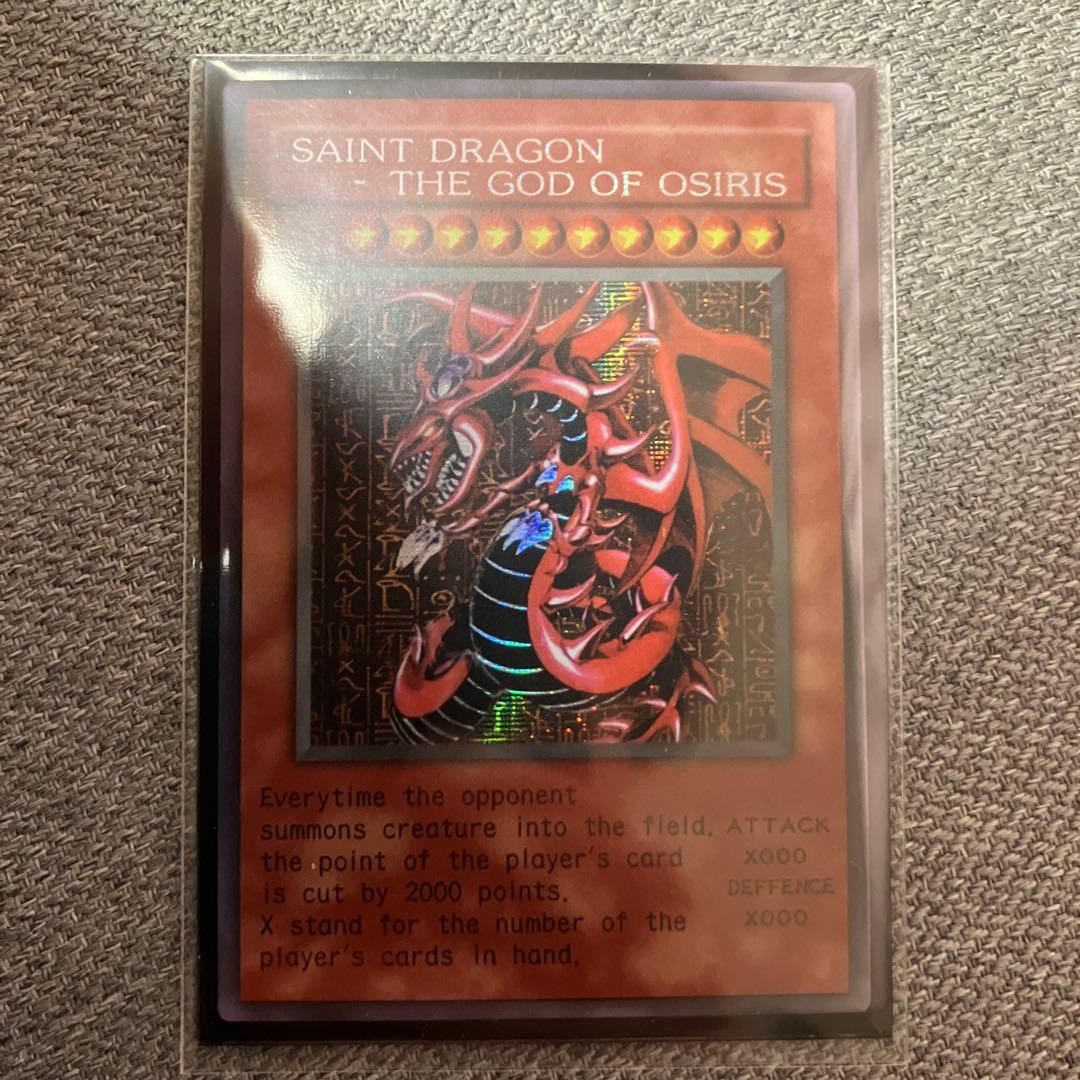 SAINT DRAGON
- THE GOD OF OSIRIS
Everytime the opponent
summons creature into the field,
the point of the player's card
is cut by 2000 points.
X stand for the number of the
player's cards in hand.
ATTACK
X000
DEFFENCE
X000